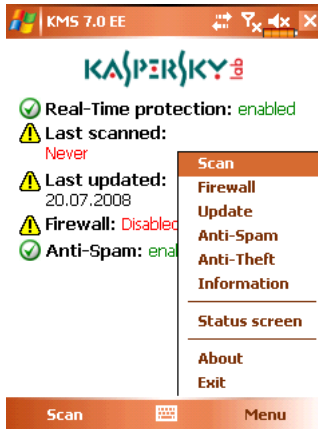 KMS 7.0 EE
KASPERSKY lab
Real-Time protection: enabled
Last scanned:
Never
Last updated:
20.07.2008
Firewall: Disabled
Anti-Spam: ena
Scan
Firewall
Update
Anti-Spam
Anti-Theft
Information
Status screen
About
Exit
Scan
Menu